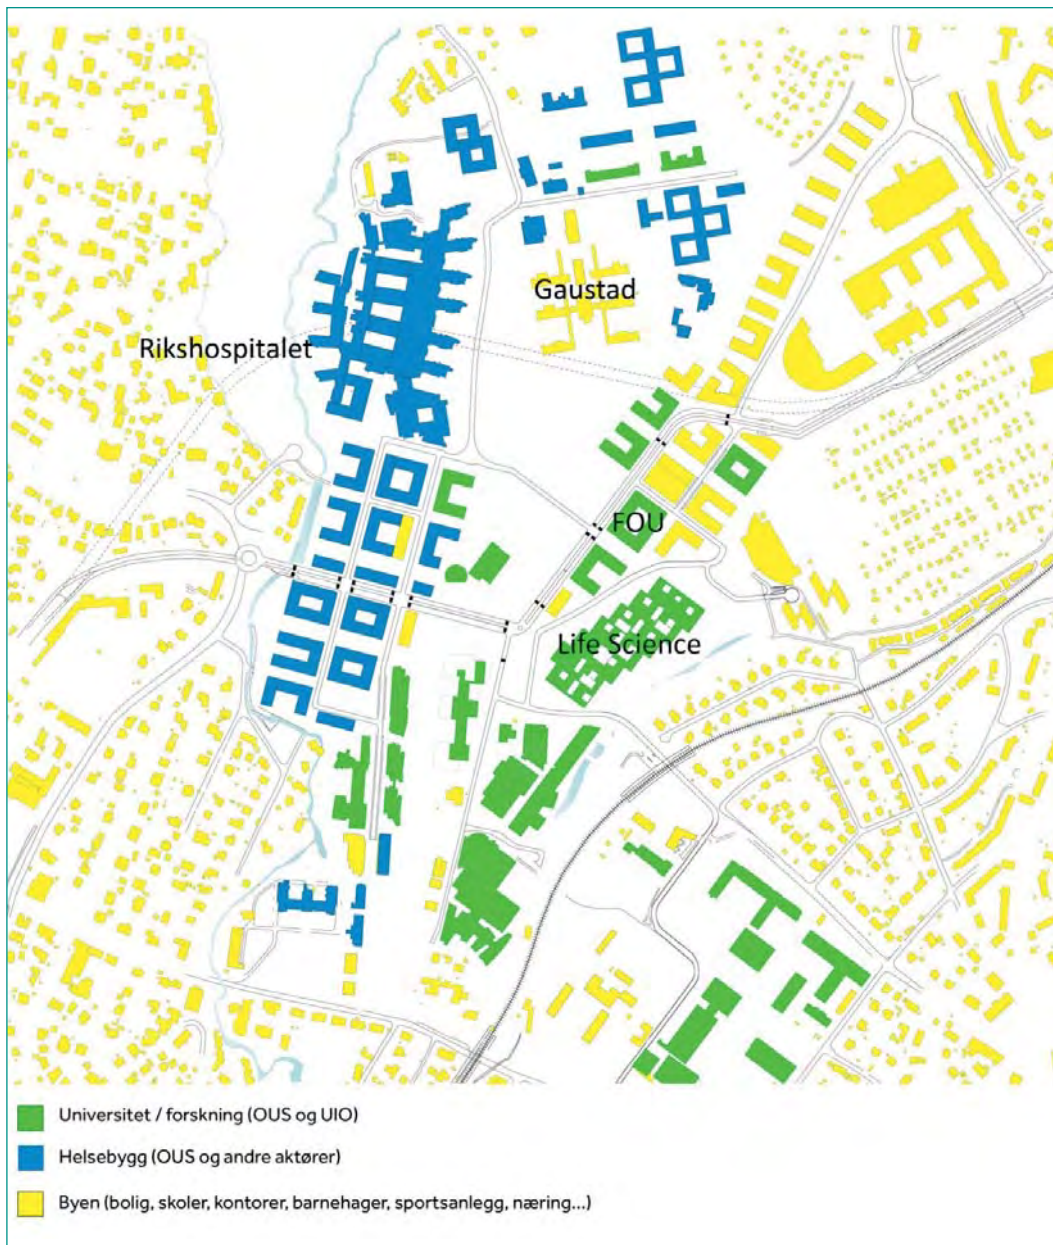 Gaustad
Rikshospitalet
FOU
Life Science
Universitet / forskning (OUS og UIO)
Helsebygg (OUS og andre aktører)
Byen (bolig, skoler, kontorer, barnehager, sportsanlegg, næring...)